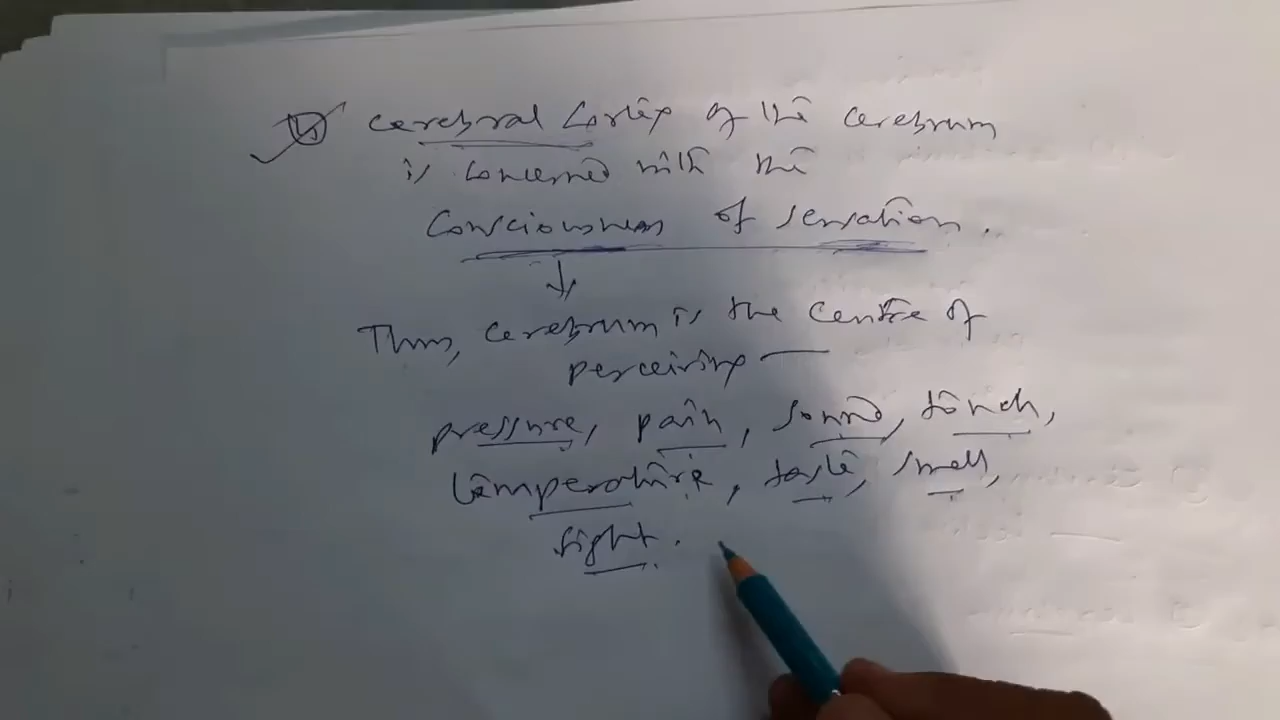 Cerebral Cortex of the cerebrum
is concerned with the
Consciousness of sensation.
Thus, cerebrum is the centre of
perceiving —
pressure, pain, sound, touch,
temperature, taste, smell,
sight.